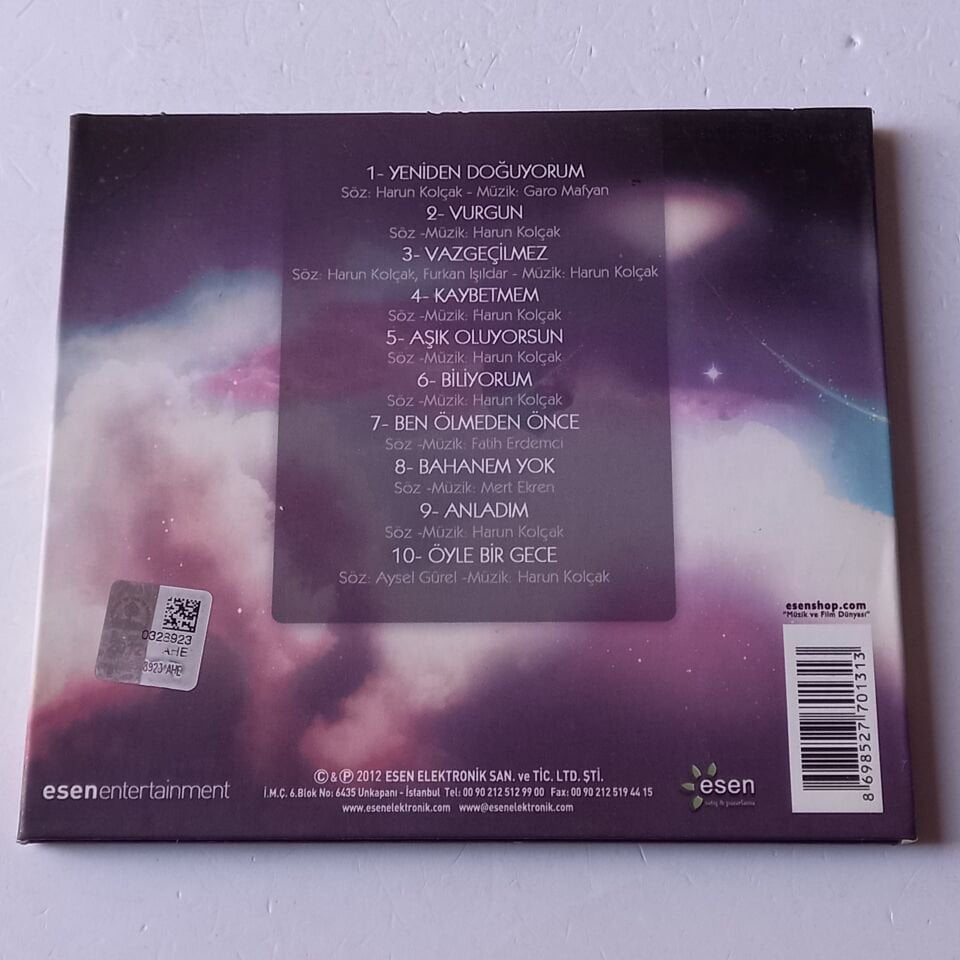 1- YENİDEN DOĞUYORUM
Söz: Harun Kolçak - Müzik: Garo Mafyan
2- VURGUN
Söz -Müzik: Harun Kolçak
3- VAZGEÇİLMEZ
Söz: Harun Kolçak, Furkan Işıldar - Müzik: Harun Kolçak
4- KAYBETMEM
Söz -Müzik: Harun Kolçak
5- AŞIK OLUYORSUN
Söz -Müzik: Harun Kolçak
6- BİLİYORUM
Söz -Müzik: Harun Kolçak
7- BEN ÖLMEDEN ÖNCE
Söz -Müzik: Fatih Erdemci
8- BAHANEM YOK
Söz -Müzik: Mert Ekren
9- ANLADIM
Söz -Müzik: Harun Kolçak
10- ÖYLE BİR GECE
Söz: Aysel Gürel -Müzik: Harun Kolçak
0328923
AHE
8923 AHE
esenshop.com
"Müzik ve Film Dünyası"
8 698527 701313
esenentertainment
© & ℗ 2012 ESEN ELEKTRONİK SAN. ve TİC. LTD. ŞTİ.
İ.M.Ç. 6.Blok No: 6435 Unkapanı - İstanbul Tel: 00 90 212 512 99 00 Fax: 00 90 212 519 44 15
www.esenelektronik.com www@esenelektronik.com
esen
satış & pazarlama